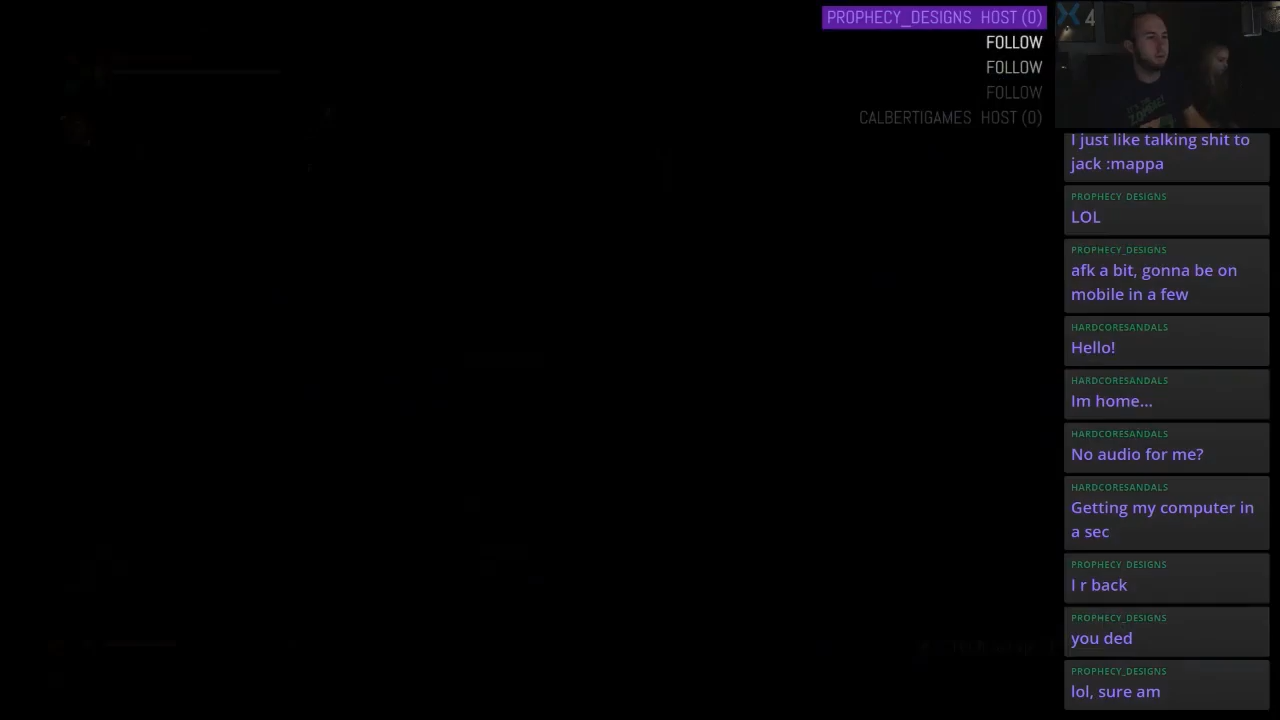 PROPHECY_DESIGNS HOST (0)
FOLLOW
FOLLOW
FOLLOW
CALBERTIGAMES HOST (0)
4
I just like talking shit to
jack :mappa
PROPHECY_DESIGNS
LOL
PROPHECY_DESIGNS
afk a bit, gonna be on
mobile in a few
HARDCORESANDALS
Hello!
HARDCORESANDALS
Im home...
HARDCORESANDALS
No audio for me?
HARDCORESANDALS
Getting my computer in
a sec
PROPHECY_DESIGNS
I r back
PROPHECY_DESIGNS
you ded
PROPHECY_DESIGNS
lol, sure am